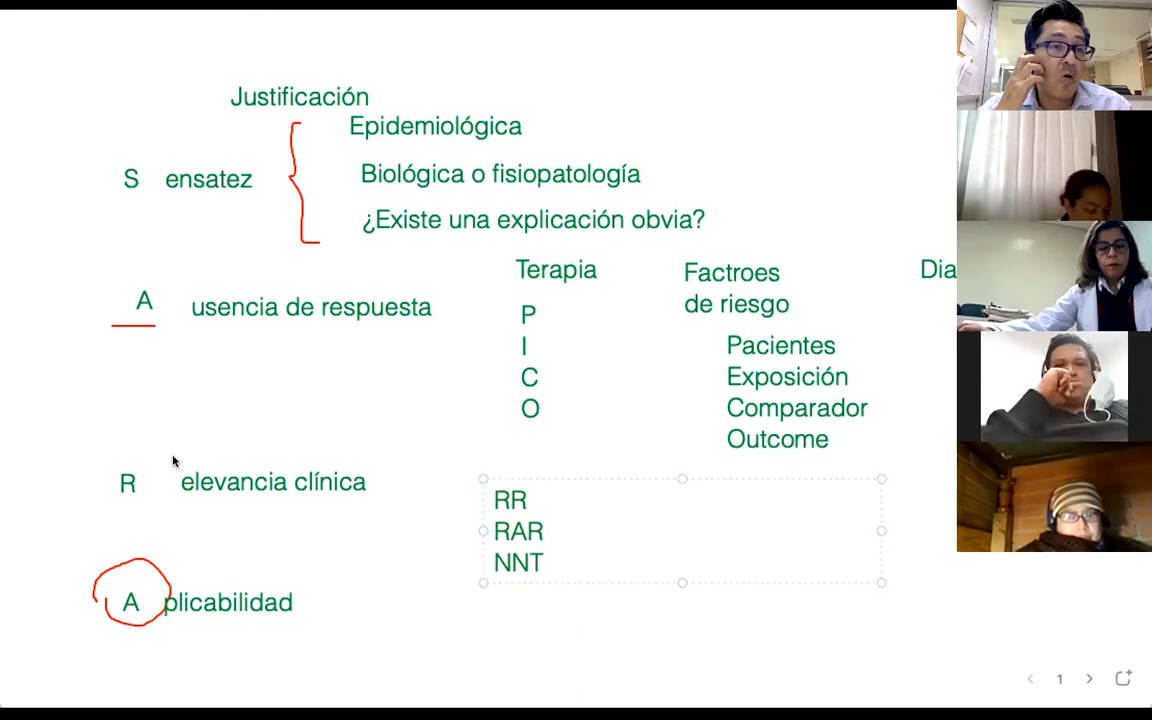 Justificación
Epidemiológica
S ensatez
Biológica o fisiopatología
¿Existe una explicación obvia?
A usencia de respuesta
Terapia
P
I
C
O
Factroes
de riesgo
Pacientes
Exposición
Comparador
Outcome
Dia
R elevancia clínica
RR
RAR
NNT
A plicabilidad
1